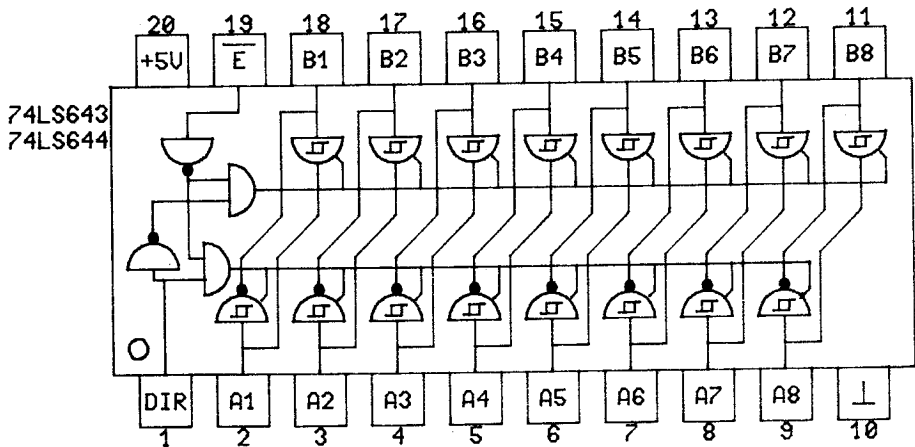 20 19 18 17 16 15 14 13 12 11
+5V E B1 B2 B3 B4 B5 B6 B7 B8
74LS643
74LS644
DIR A1 A2 A3 A4 A5 A6 A7 A8 ⊥
1 2 3 4 5 6 7 8 9 10